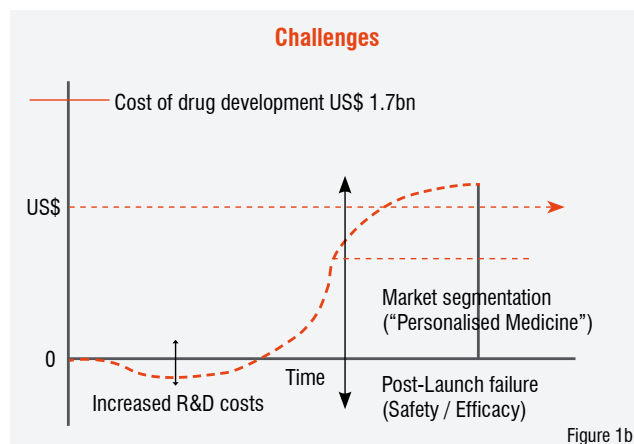 Challenges
Cost of drug development US$ 1.7bn
US$
Market segmentation
(“Personalised Medicine”)
0
Time
Increased R&D costs
Post-Launch failure
(Safety / Efficacy)
Figure 1b